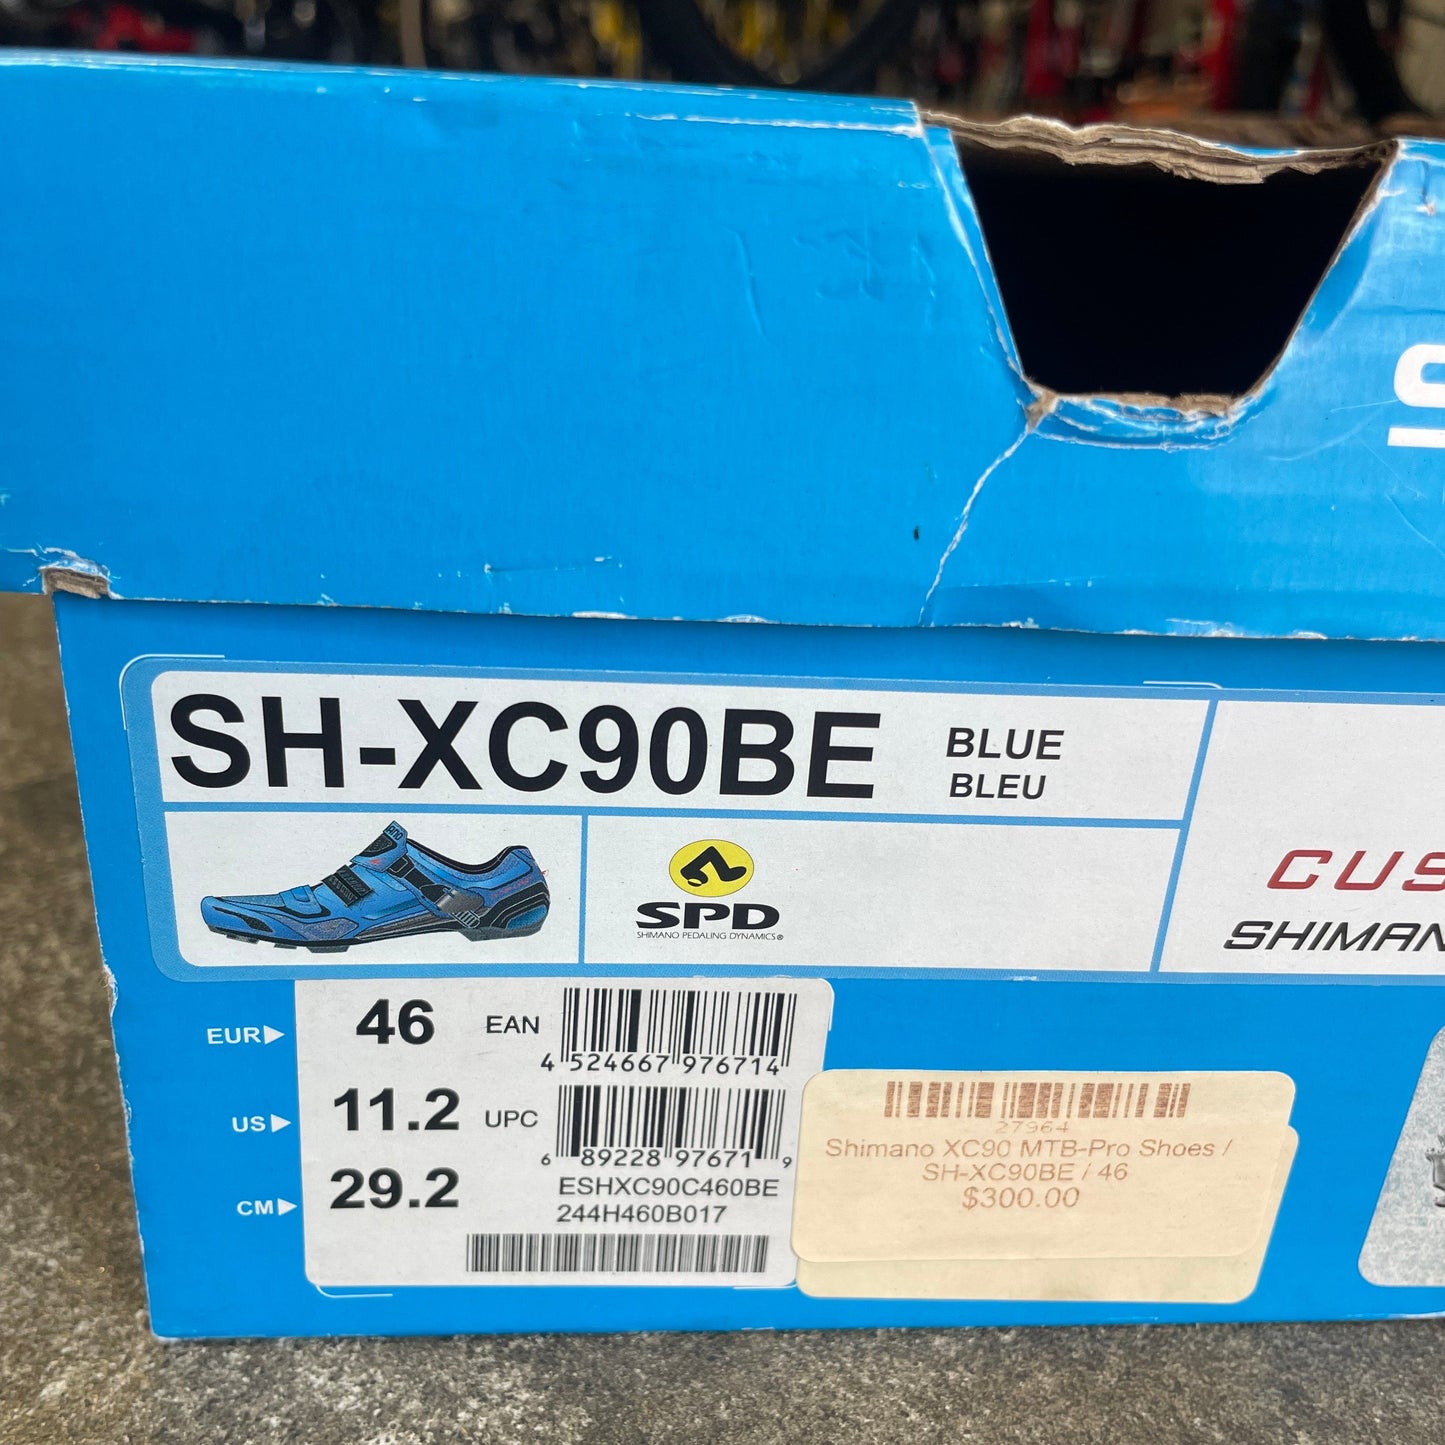 SH-XC90BE
BLUE
BLEU
SPD
SHIMANO PEDALING DYNAMICS®
CUS
SHIMAN
EUR▶ 46
US▶ 11.2
CM▶ 29.2
EAN
4 524667 976714
UPC
6 89228 97671 9
ESHXC90C460BE
244H460B017
27964
Shimano XC90 MTB-Pro Shoes /
SH-XC90BE / 46
$300.00